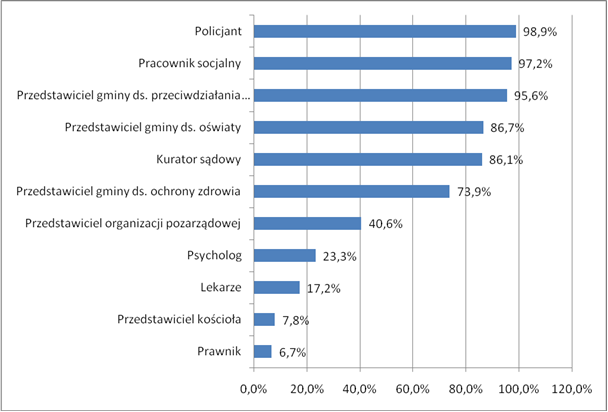 Policjant 98,9%
Pracownik socjalny 97,2%
Przedstawiciel gminy ds. przeciwdziałania... 95,6%
Przedstawiciel gminy ds. oświaty 86,7%
Kurator sądowy 86,1%
Przedstawiciel gminy ds. ochrony zdrowia 73,9%
Przedstawiciel organizacji pozarządowej 40,6%
Psycholog 23,3%
Lekarze 17,2%
Przedstawiciel kościoła 7,8%
Prawnik 6,7%
0,0% 20,0% 40,0% 60,0% 80,0% 100,0% 120,0%